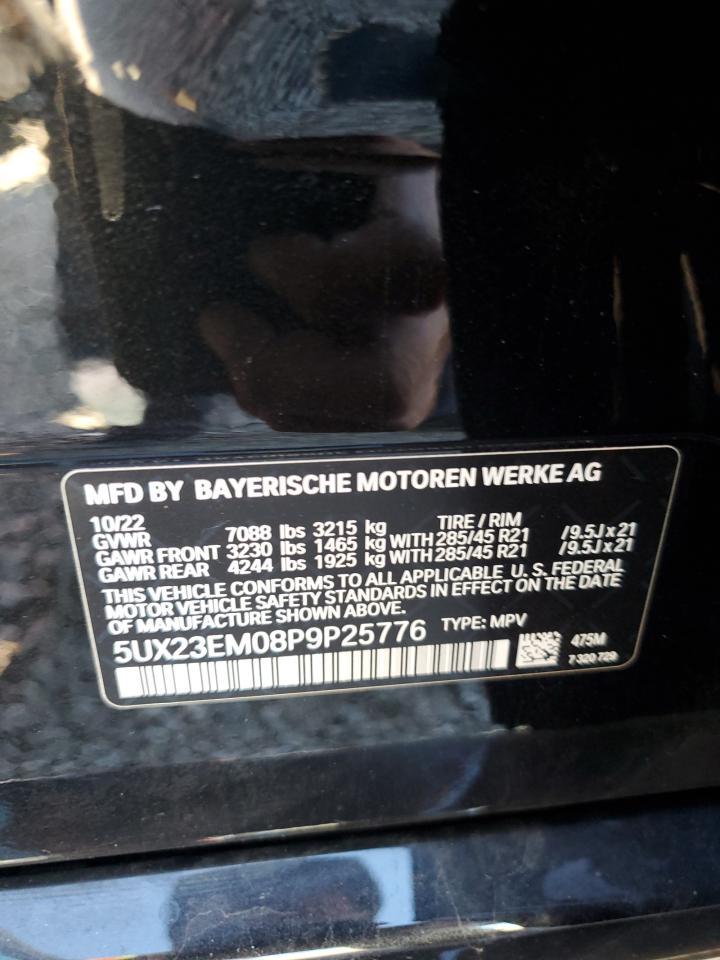 MFD BY BAYERISCHE MOTOREN WERKE AG
10/22 TIRE / RIM
GVWR 7088 lbs 3215 kg
GAWR FRONT 3230 lbs 1465 kg WITH 285/45 R21 /9.5J x 21
GAWR REAR 4244 lbs 1925 kg WITH 285/45 R21 /9.5J x 21
THIS VEHICLE CONFORMS TO ALL APPLICABLE U. S. FEDERAL
MOTOR VEHICLE SAFETY STANDARDS IN EFFECT ON THE DATE
OF MANUFACTURE SHOWN ABOVE.
5UX23EM08P9P25776 TYPE: MPV
475M
7 320 729